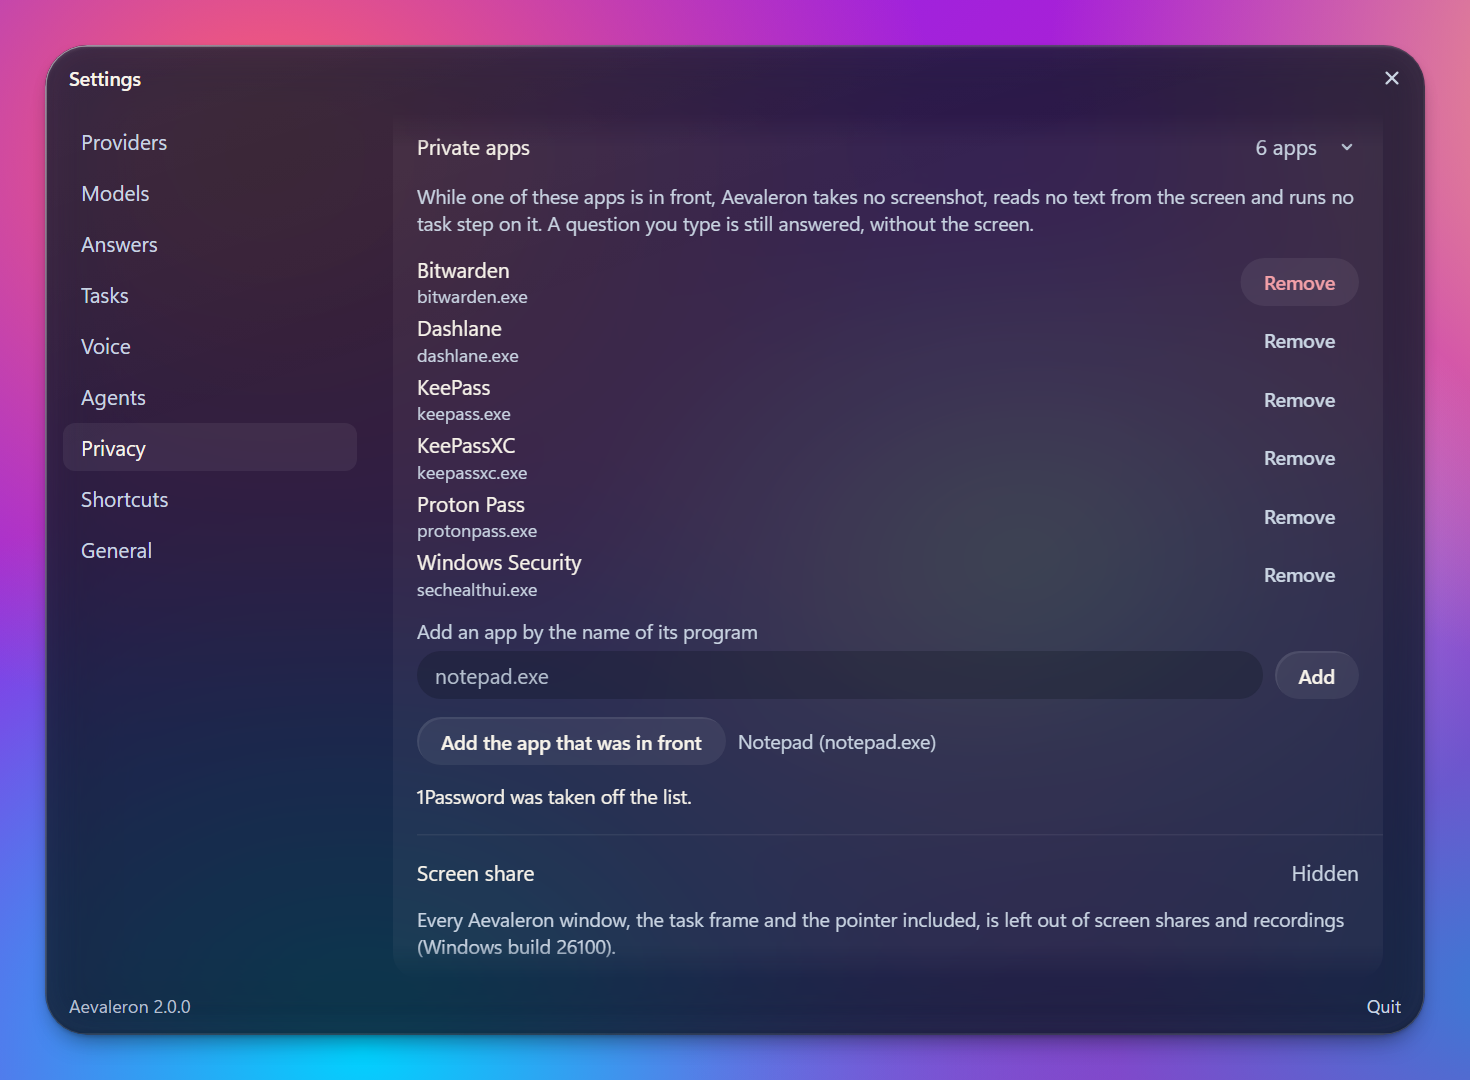 Settings
Providers
Models
Answers
Tasks
Voice
Agents
Privacy
Shortcuts
General
Private apps
6 apps
While one of these apps is in front, Aevaleron takes no screenshot, reads no text from the screen and runs no
task step on it. A question you type is still answered, without the screen.
Bitwarden
bitwarden.exe
Remove
Dashlane
dashlane.exe
Remove
KeePass
keepass.exe
Remove
KeePassXC
keepassxc.exe
Remove
Proton Pass
protonpass.exe
Remove
Windows Security
sechealthui.exe
Remove
Add an app by the name of its program
notepad.exe
Add
Add the app that was in front
Notepad (notepad.exe)
1Password was taken off the list.
Screen share
Hidden
Every Aevaleron window, the task frame and the pointer included, is left out of screen shares and recordings
(Windows build 26100).
Aevaleron 2.0.0
Quit